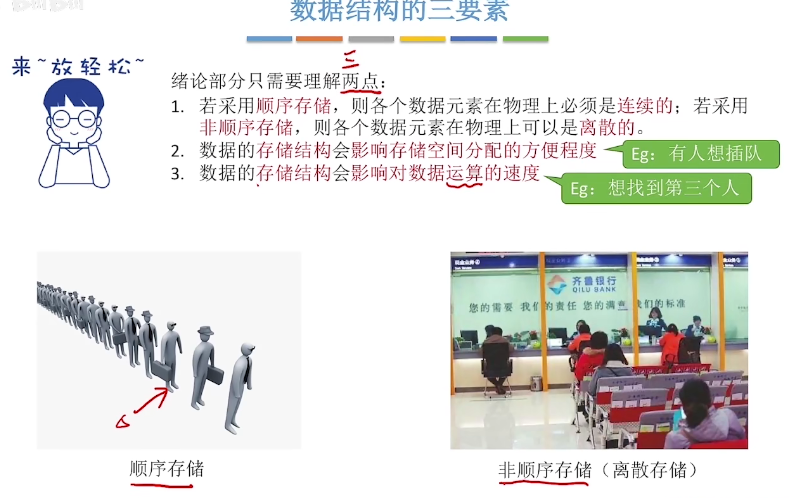 数据结构的三要素
来~放轻松~
三
绪论部分只需要理解两点：
1. 若采用顺序存储，则各个数据元素在物理上必须是连续的；若采用
非顺序存储，则各个数据元素在物理上可以是离散的。
2. 数据的存储结构会影响存储空间分配的方便程度
Eg：有人想插队
3. 数据的存储结构会影响对数据运算的速度
Eg：想找到第三个人
齐鲁银行
QILU BANK
您的需要 我们的责任 您的满意 我们的标准
顺序存储
非顺序存储（离散存储）